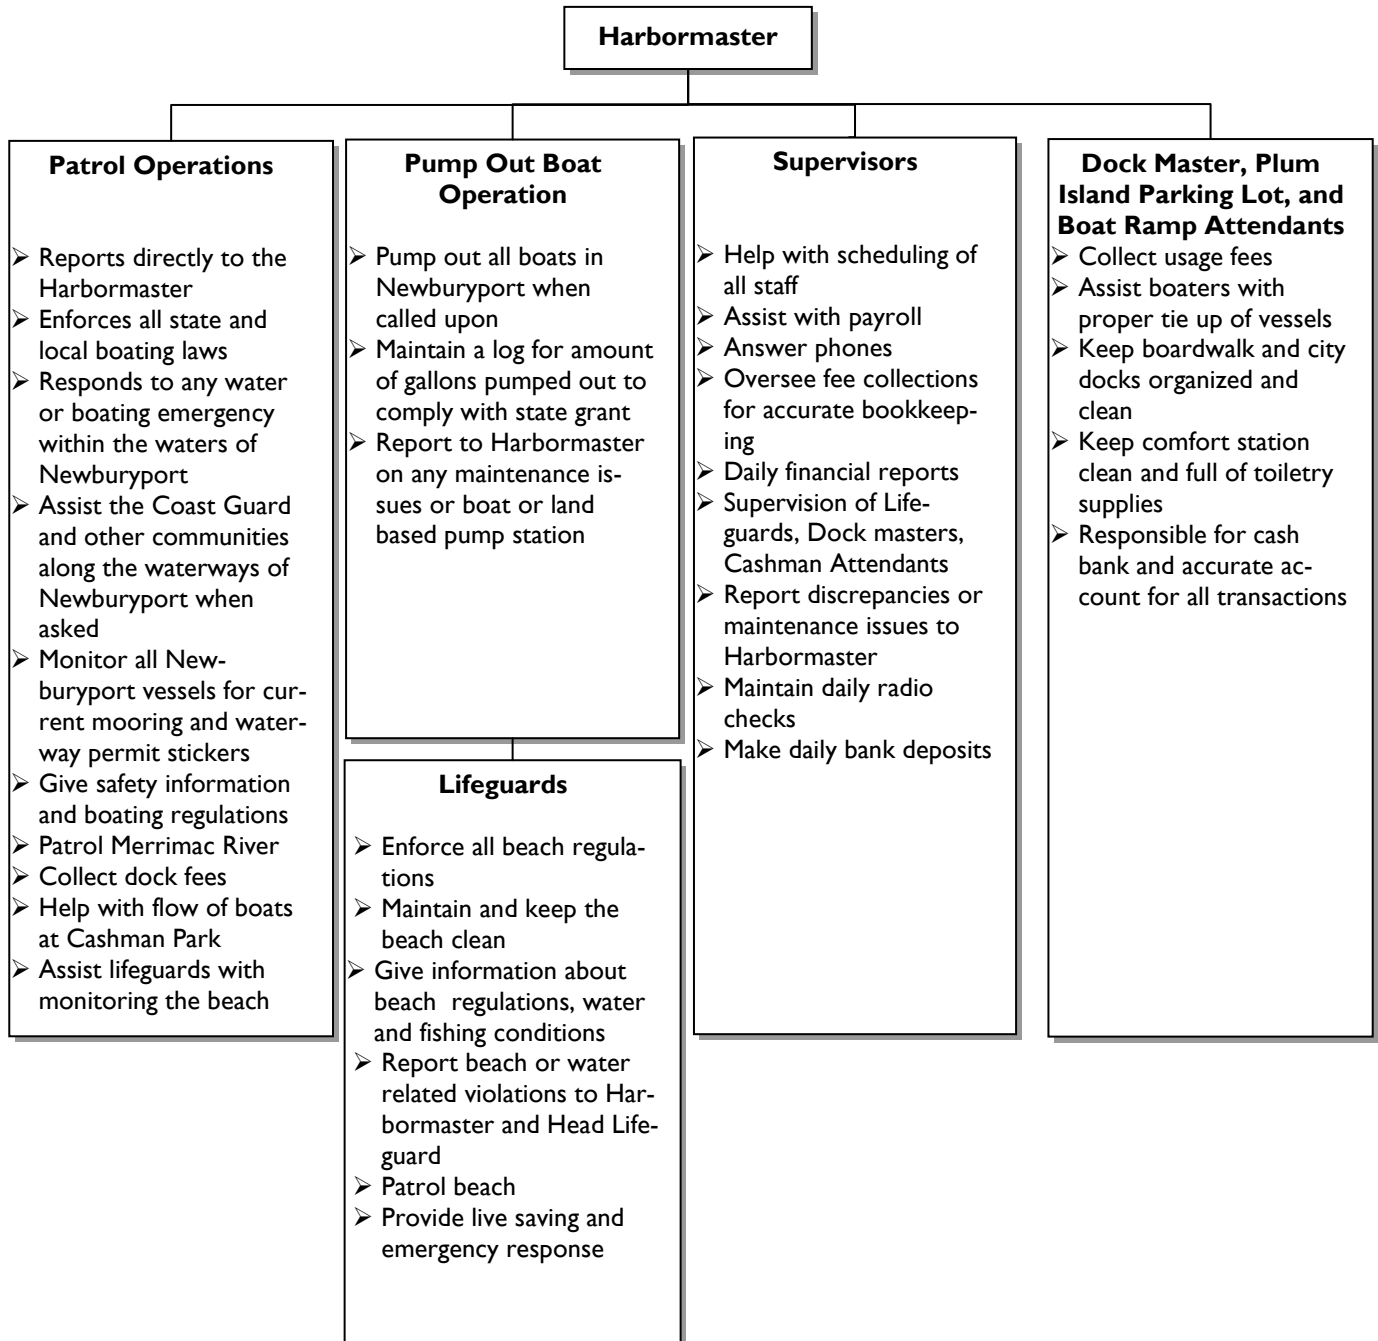 Harbormaster
Patrol Operations
➢ Reports directly to the
Harbormaster
➢ Enforces all state and
local boating laws
➢ Responds to any water
or boating emergency
within the waters of
Newburyport
➢ Assist the Coast Guard
and other communities
along the waterways of
Newburyport when
asked
➢ Monitor all New-
buryport vessels for cur-
rent mooring and water-
way permit stickers
➢ Give safety information
and boating regulations
➢ Patrol Merrimac River
➢ Collect dock fees
➢ Help with flow of boats
at Cashman Park
➢ Assist lifeguards with
monitoring the beach
Pump Out Boat
Operation
➢ Pump out all boats in
Newburyport when
called upon
➢ Maintain a log for amount
of gallons pumped out to
comply with state grant
➢ Report to Harbormaster
on any maintenance is-
sues or boat or land
based pump station
Lifeguards
➢ Enforce all beach regula-
tions
➢ Maintain and keep the
beach clean
➢ Give information about
beach regulations, water
and fishing conditions
➢ Report beach or water
related violations to Har-
bormaster and Head Life-
guard
➢ Patrol beach
➢ Provide live saving and
emergency response
Supervisors
➢ Help with scheduling of
all staff
➢ Assist with payroll
➢ Answer phones
➢ Oversee fee collections
for accurate bookkeep-
ing
➢ Daily financial reports
➢ Supervision of Life-
guards, Dock masters,
Cashman Attendants
➢ Report discrepancies or
maintenance issues to
Harbormaster
➢ Maintain daily radio
checks
➢ Make daily bank deposits
Dock Master, Plum
Island Parking Lot, and
Boat Ramp Attendants
➢ Collect usage fees
➢ Assist boaters with
proper tie up of vessels
➢ Keep boardwalk and city
docks organized and
clean
➢ Keep comfort station
clean and full of toiletry
supplies
➢ Responsible for cash
bank and accurate ac-
count for all transactions